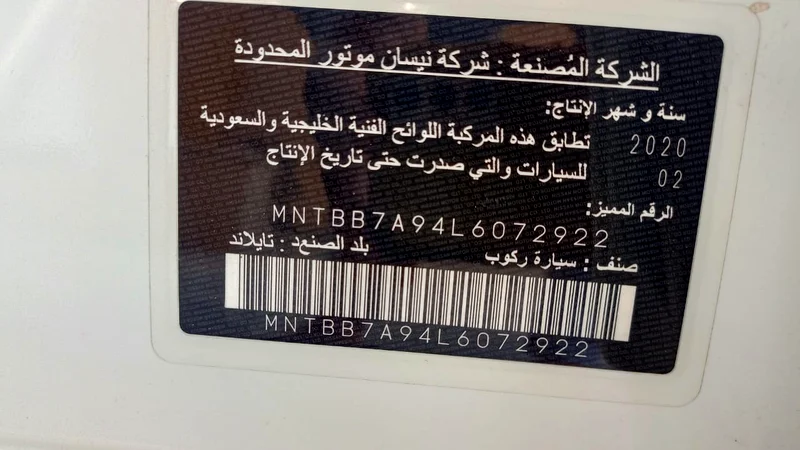 الشركة المُصنعة : شركة نيسان موتور المحدودة
سنة و شهر الإنتاج:
2020 تطابق هذه المركبة اللوائح الفنية الخليجية والسعودية
02 للسيارات والتي صدرت حتى تاريخ الإنتاج
الرقم المميز:
MNTBB7A94L6072922
صنف : سيارة ركوب بلد الصنعد : تايلاند
MNTBB7A94L6072922